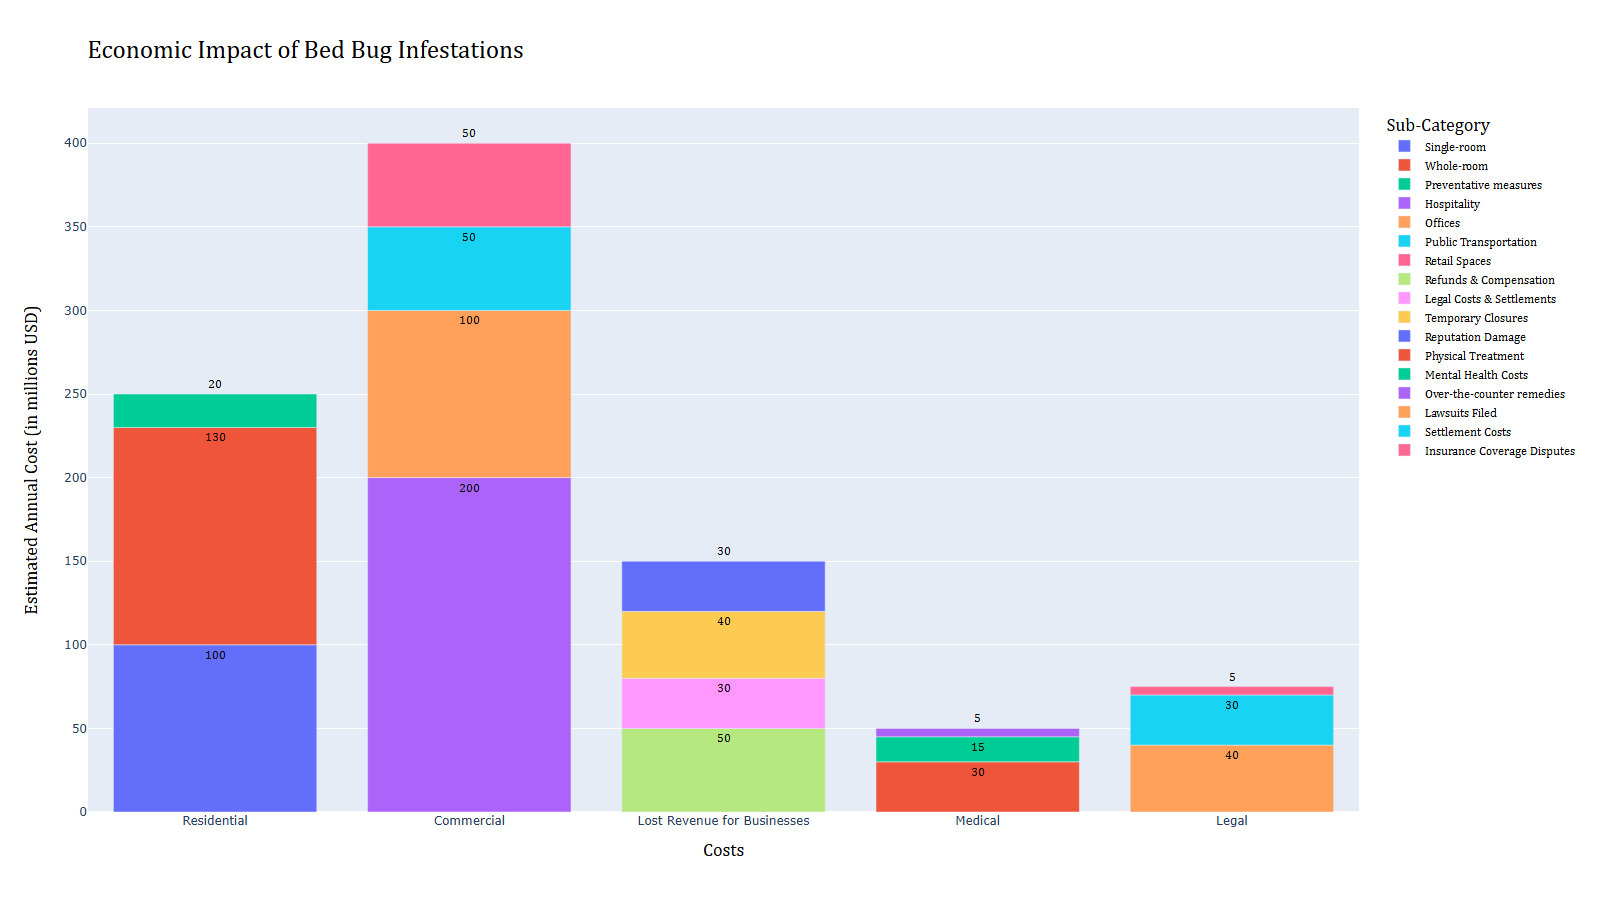 Economic Impact of Bed Bug Infestations
Estimated Annual Cost (in millions USD)
400
350
300
250
200
150
100
50
0
20
130
100
50
50
100
200
30
40
30
50
5
15
30
5
30
40
Residential
Commercial
Lost Revenue for Businesses
Medical
Legal
Costs
Sub-Category
Single-room
Whole-room
Preventative measures
Hospitality
Offices
Public Transportation
Retail Spaces
Refunds & Compensation
Legal Costs & Settlements
Temporary Closures
Reputation Damage
Physical Treatment
Mental Health Costs
Over-the-counter remedies
Lawsuits Filed
Settlement Costs
Insurance Coverage Disputes